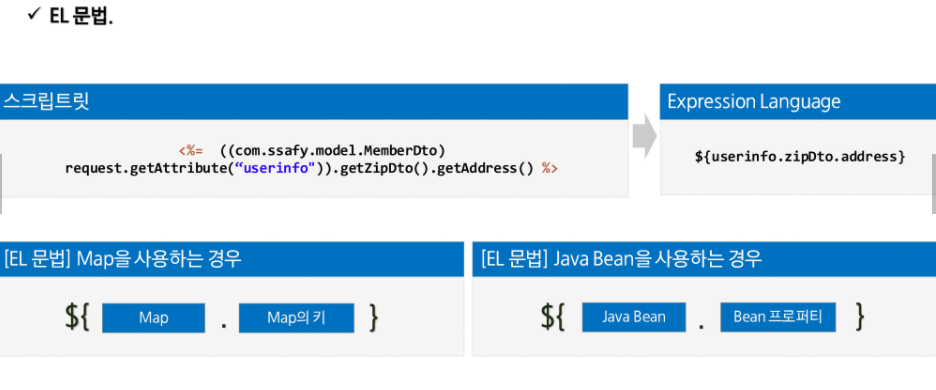 ✓ EL 문법.
스크립트릿
Expression Language
<%= ((com.ssafy.model.MemberDto)
request.getAttribute(“userinfo")).getZipDto().getAddress() %>
${userinfo.zipDto.address}
[EL 문법] Map을 사용하는 경우
[EL 문법] Java Bean을 사용하는 경우
${ Map . Map의 키 }
${ Java Bean . Bean 프로퍼티 }